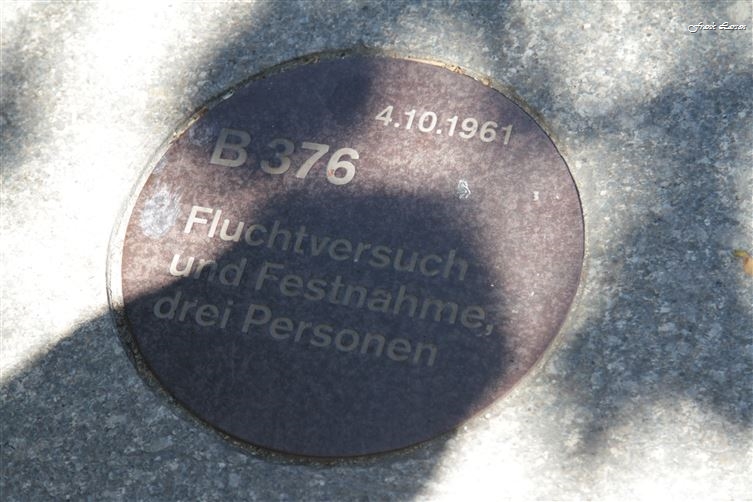 4.10.1961
B 376
Fluchtversuch
und Festnahme,
drei Personen